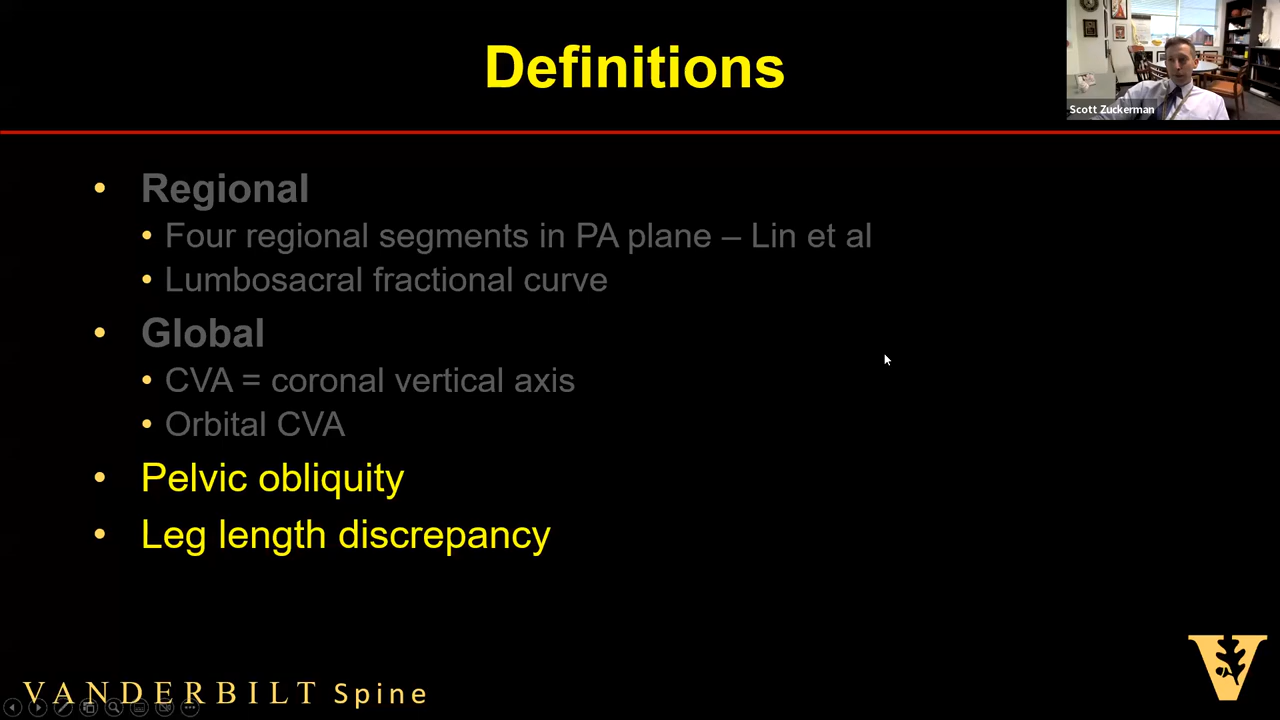 Definitions
Scott Zuckerman
• Regional
• Four regional segments in PA plane – Lin et al
• Lumbosacral fractional curve
• Global
• CVA = coronal vertical axis
• Orbital CVA
• Pelvic obliquity
• Leg length discrepancy
VANDERBILT Spine
V